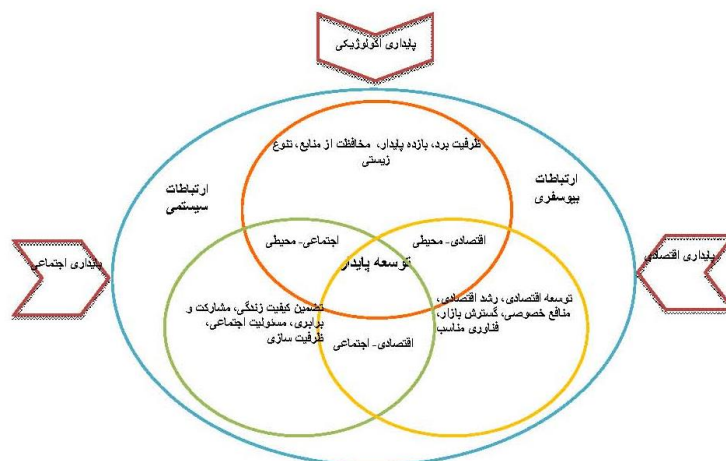 پایداری اکولوژیکی
ظرفیت برد، بازده پایدار، محافظت از منابع، تنوع
زیستی
ارتباطات
سیستمی
ارتباطات
بیوسفری
اجتماعی- محیطی
اقتصادی- محیطی
پایداری اجتماعی
توسعه پایدار
پایداری اقتصادی
تضمین کیفیت زندگی، مشارکت و
برابری، مسئولیت اجتماعی،
ظرفیت سازی
توسعه اقتصادی، رشد اقتصادی،
منافع خصوصی، گسترش بازار،
فناوری مناسب
اقتصادی- اجتماعی